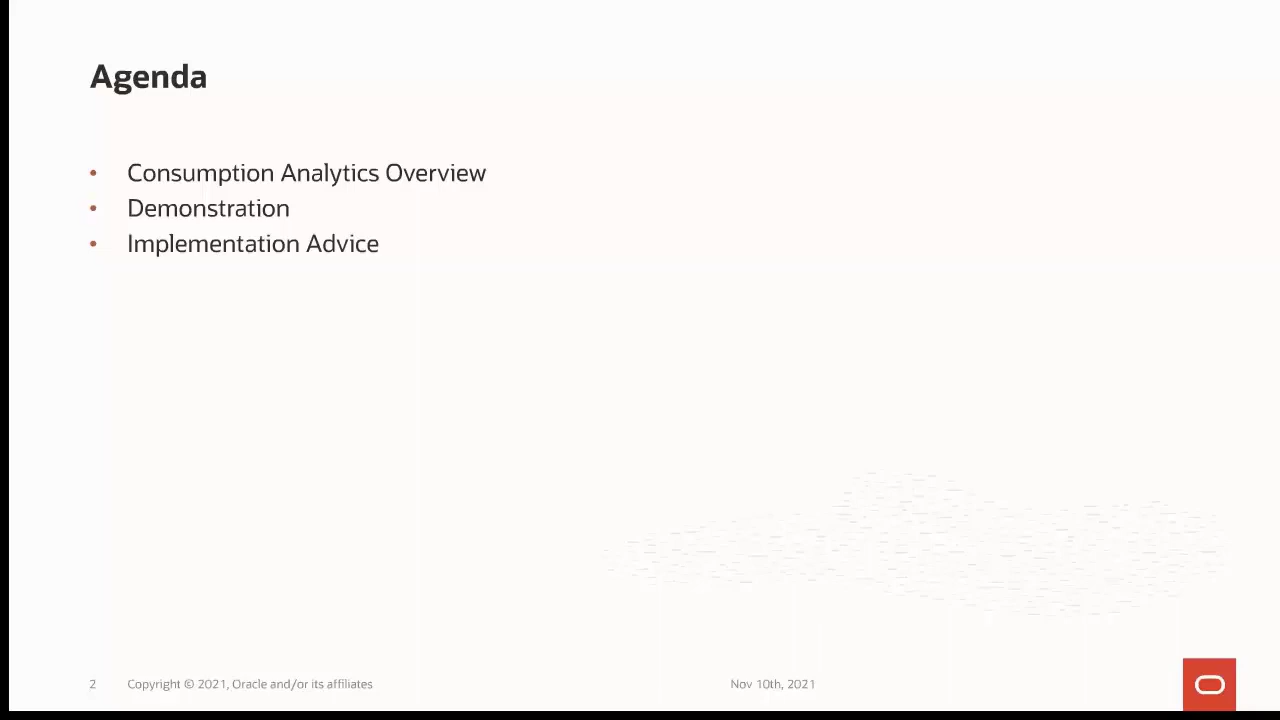 Agenda
• Consumption Analytics Overview
• Demonstration
• Implementation Advice
2 Copyright © 2021, Oracle and/or its affiliates Nov 10th, 2021